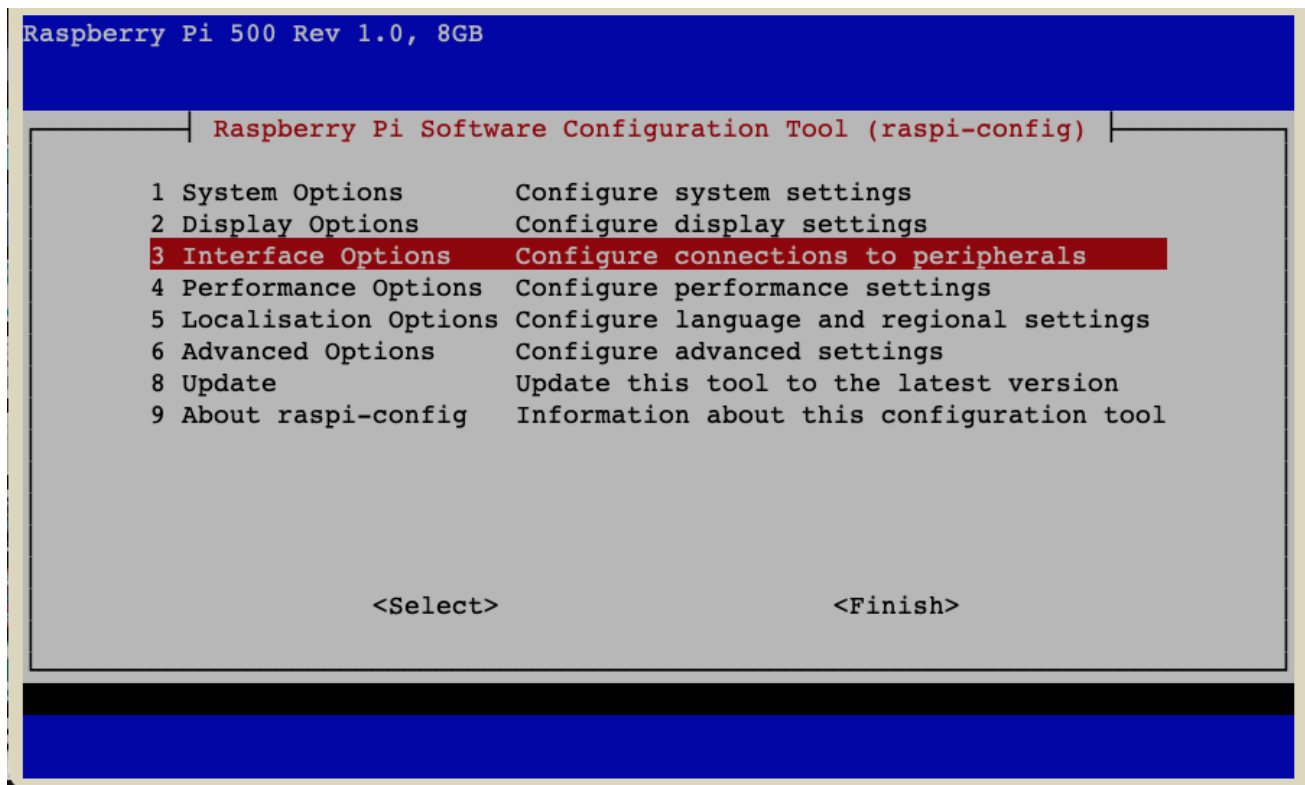 Raspberry Pi 500 Rev 1.0, 8GB
Raspberry Pi Software Configuration Tool (raspi-config)
1 System Options Configure system settings
2 Display Options Configure display settings
3 Interface Options Configure connections to peripherals
4 Performance Options Configure performance settings
5 Localisation Options Configure language and regional settings
6 Advanced Options Configure advanced settings
8 Update Update this tool to the latest version
9 About raspi-config Information about this configuration tool
<Select> <Finish>